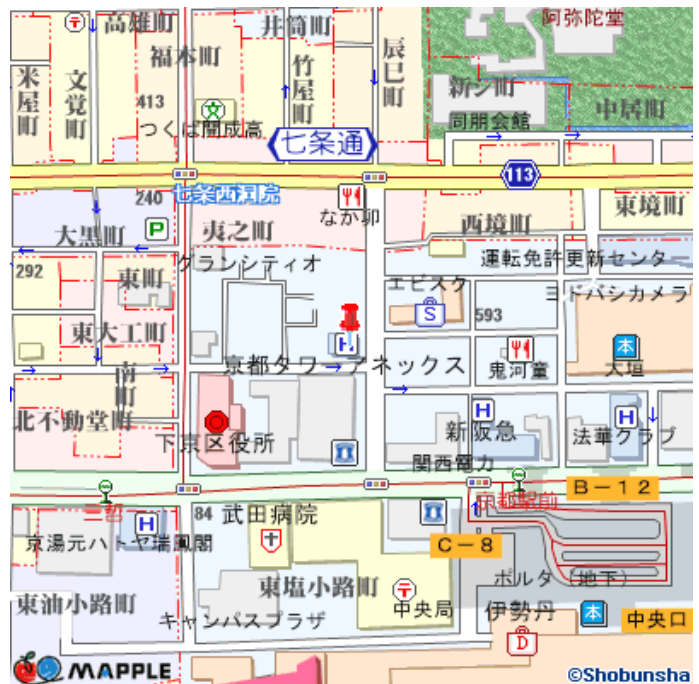 高雄町
井筒町
阿弥陀堂
福本町
辰巳町
米屋町
文覚町
竹屋町
新シ町
中居町
413
文
つくば開成高
同朋会館
七条通
113
七条西洞院
240
なか卯
P
夷之町
西境町
東境町
大黒町
グランシティオ
運転免許更新センター
292
東町
エビスク
ヨドバシカメラ
S
593
東大工町
H
本
京都タワーアネックス
鬼河童
大垣
南町
北不動堂町
下京区役所
H
新阪急
H
法華クラブ
関西電力
三哲
京都駅前
B－12
84
武田病院
H
京湯元ハトヤ瑞鳳閣
C－8
東塩小路町
ポルタ（地下）
東油小路町
キャンパスプラザ
中央局
伊勢丹
本
中央口
D
MAPPLE
©Shobunsha